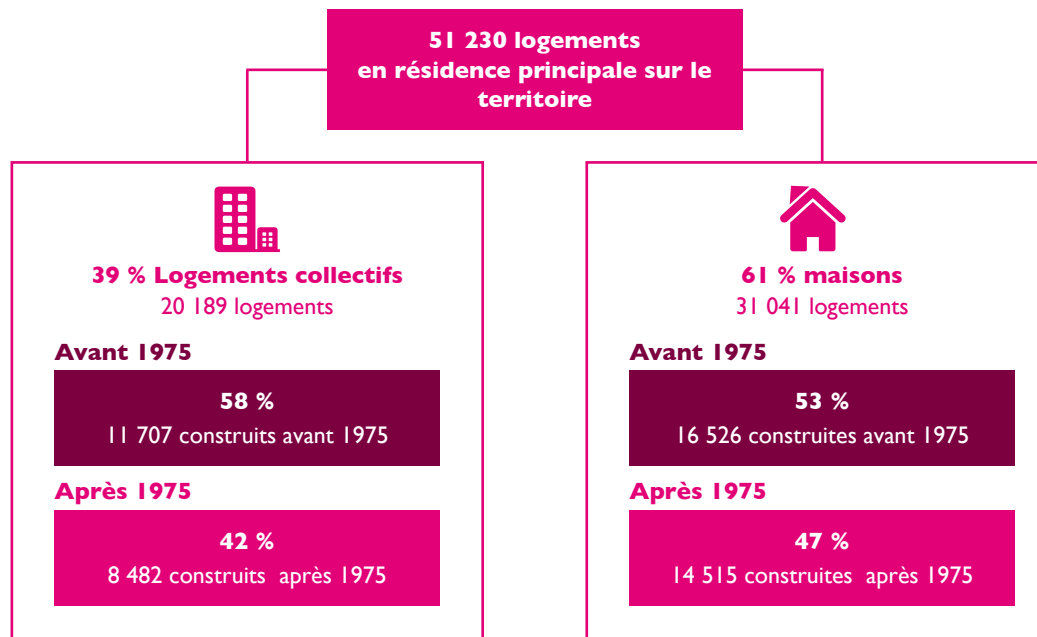 51 230 logements
en résidence principale sur le
territoire
39 % Logements collectifs
20 189 logements
Avant 1975
58 %
11 707 construits avant 1975
Après 1975
42 %
8 482 construits après 1975
61 % maisons
31 041 logements
Avant 1975
53 %
16 526 construites avant 1975
Après 1975
47 %
14 515 construites après 1975